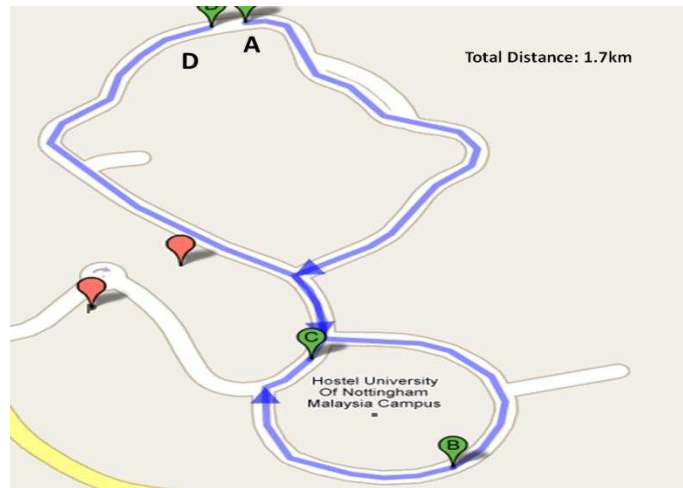 D
D
A
Total Distance: 1.7km
C
Hostel University
Of Nottingham
Malaysia Campus
B